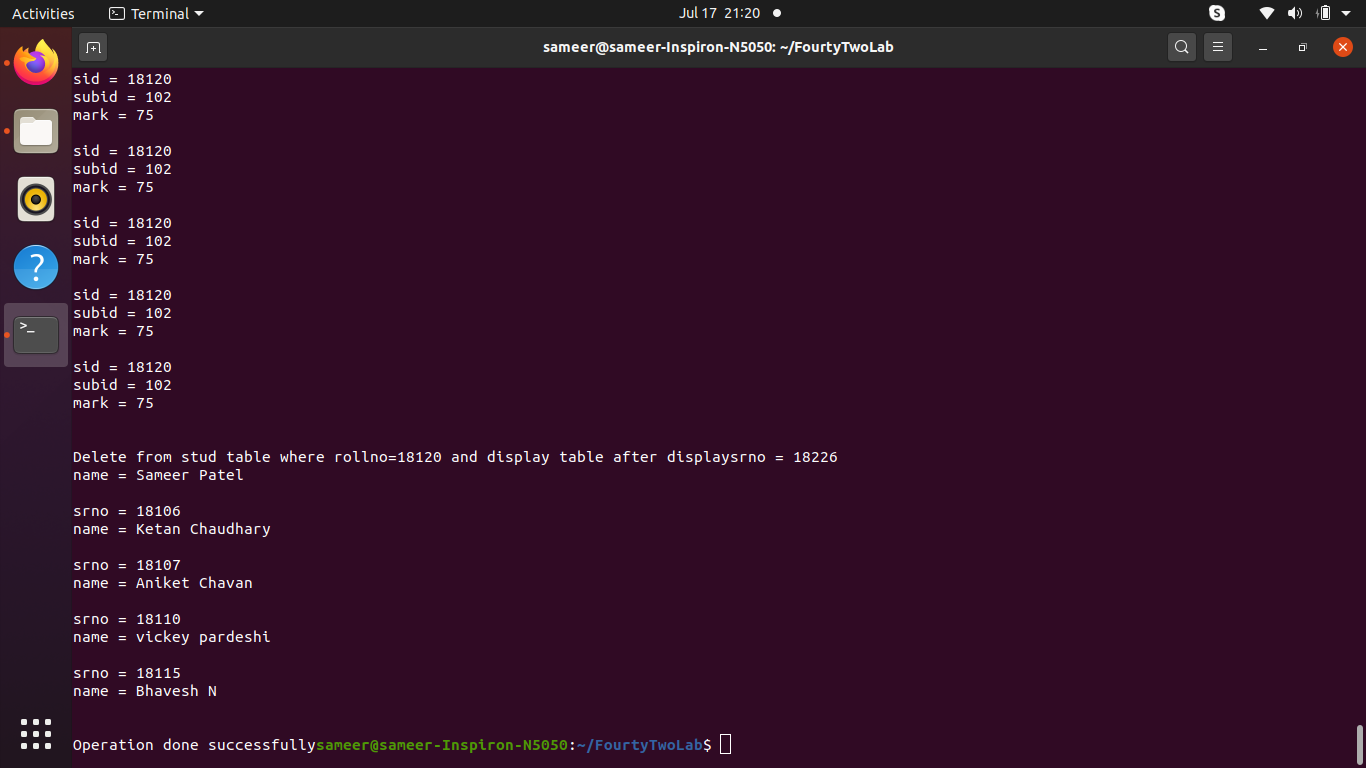 Activities
Terminal
Jul 17 21:20
sameer@sameer-Inspiron-N5050: ~/FourtyTwoLab
sid = 18120
subid = 102
mark = 75
sid = 18120
subid = 102
mark = 75
sid = 18120
subid = 102
mark = 75
sid = 18120
subid = 102
mark = 75
sid = 18120
subid = 102
mark = 75
Delete from stud table where rollno=18120 and display table after displaysrno = 18226
name = Sameer Patel
srno = 18106
name = Ketan Chaudhary
srno = 18107
name = Aniket Chavan
srno = 18110
name = vickey pardeshi
srno = 18115
name = Bhavesh N
Operation done successfullysameer@sameer-Inspiron-N5050:~/FourtyTwoLab$